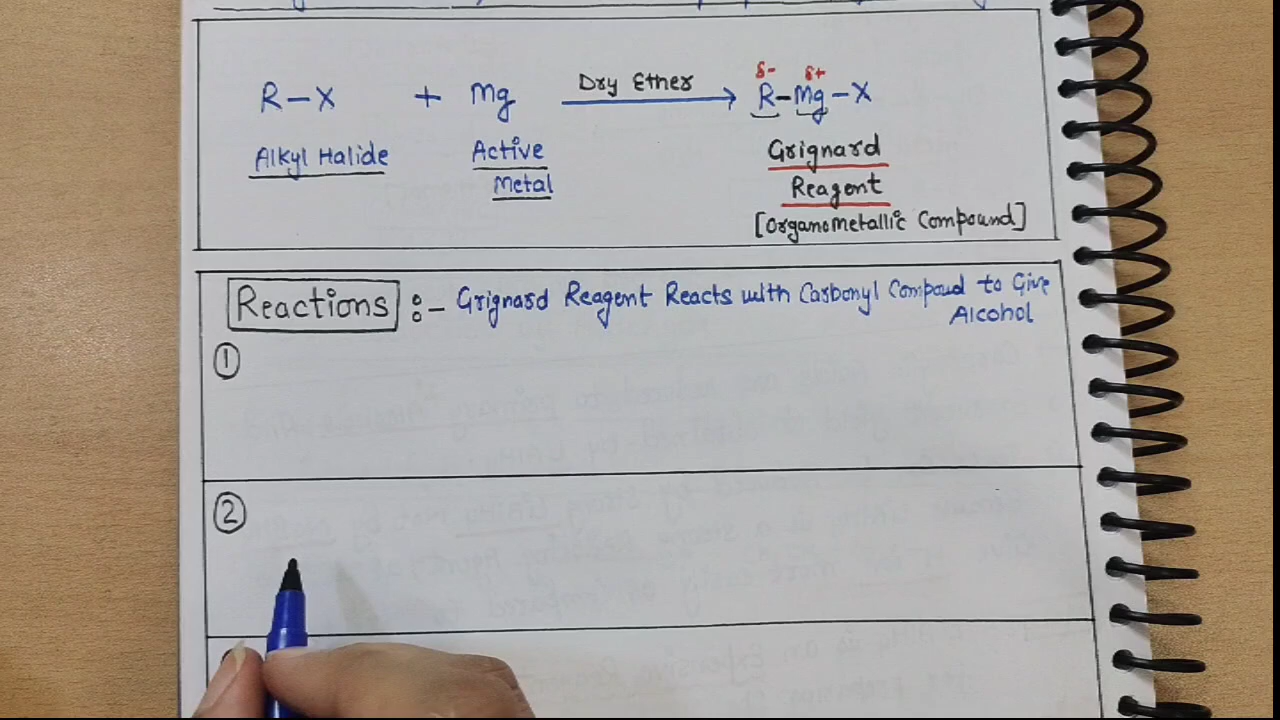 R-X + Mg Dry Ether → R-Mg-X
δ- δ+
Alkyl Halide Active Metal Grignard
Reagent
[Organometallic Compound]
Reactions :- Grignard Reagent Reacts with Carbonyl Compound to Give
Alcohol
①
②